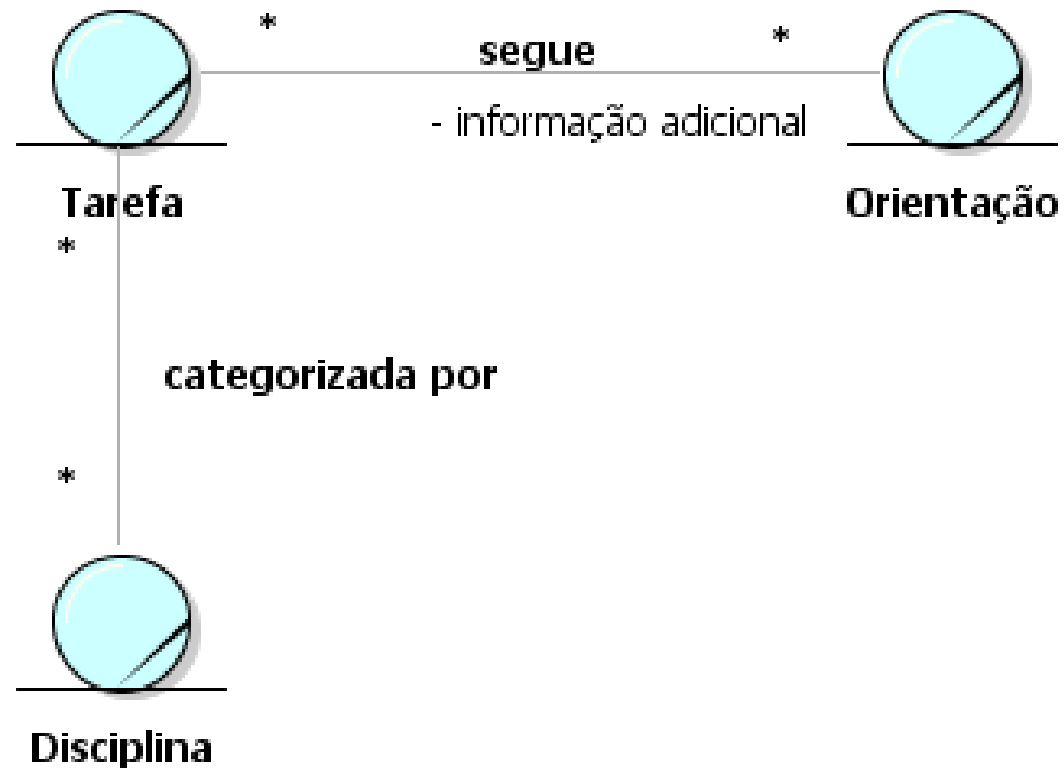 *
segue
*
- informação adicional
Tarefa
Orientação
*
categorizada por
*
Disciplina